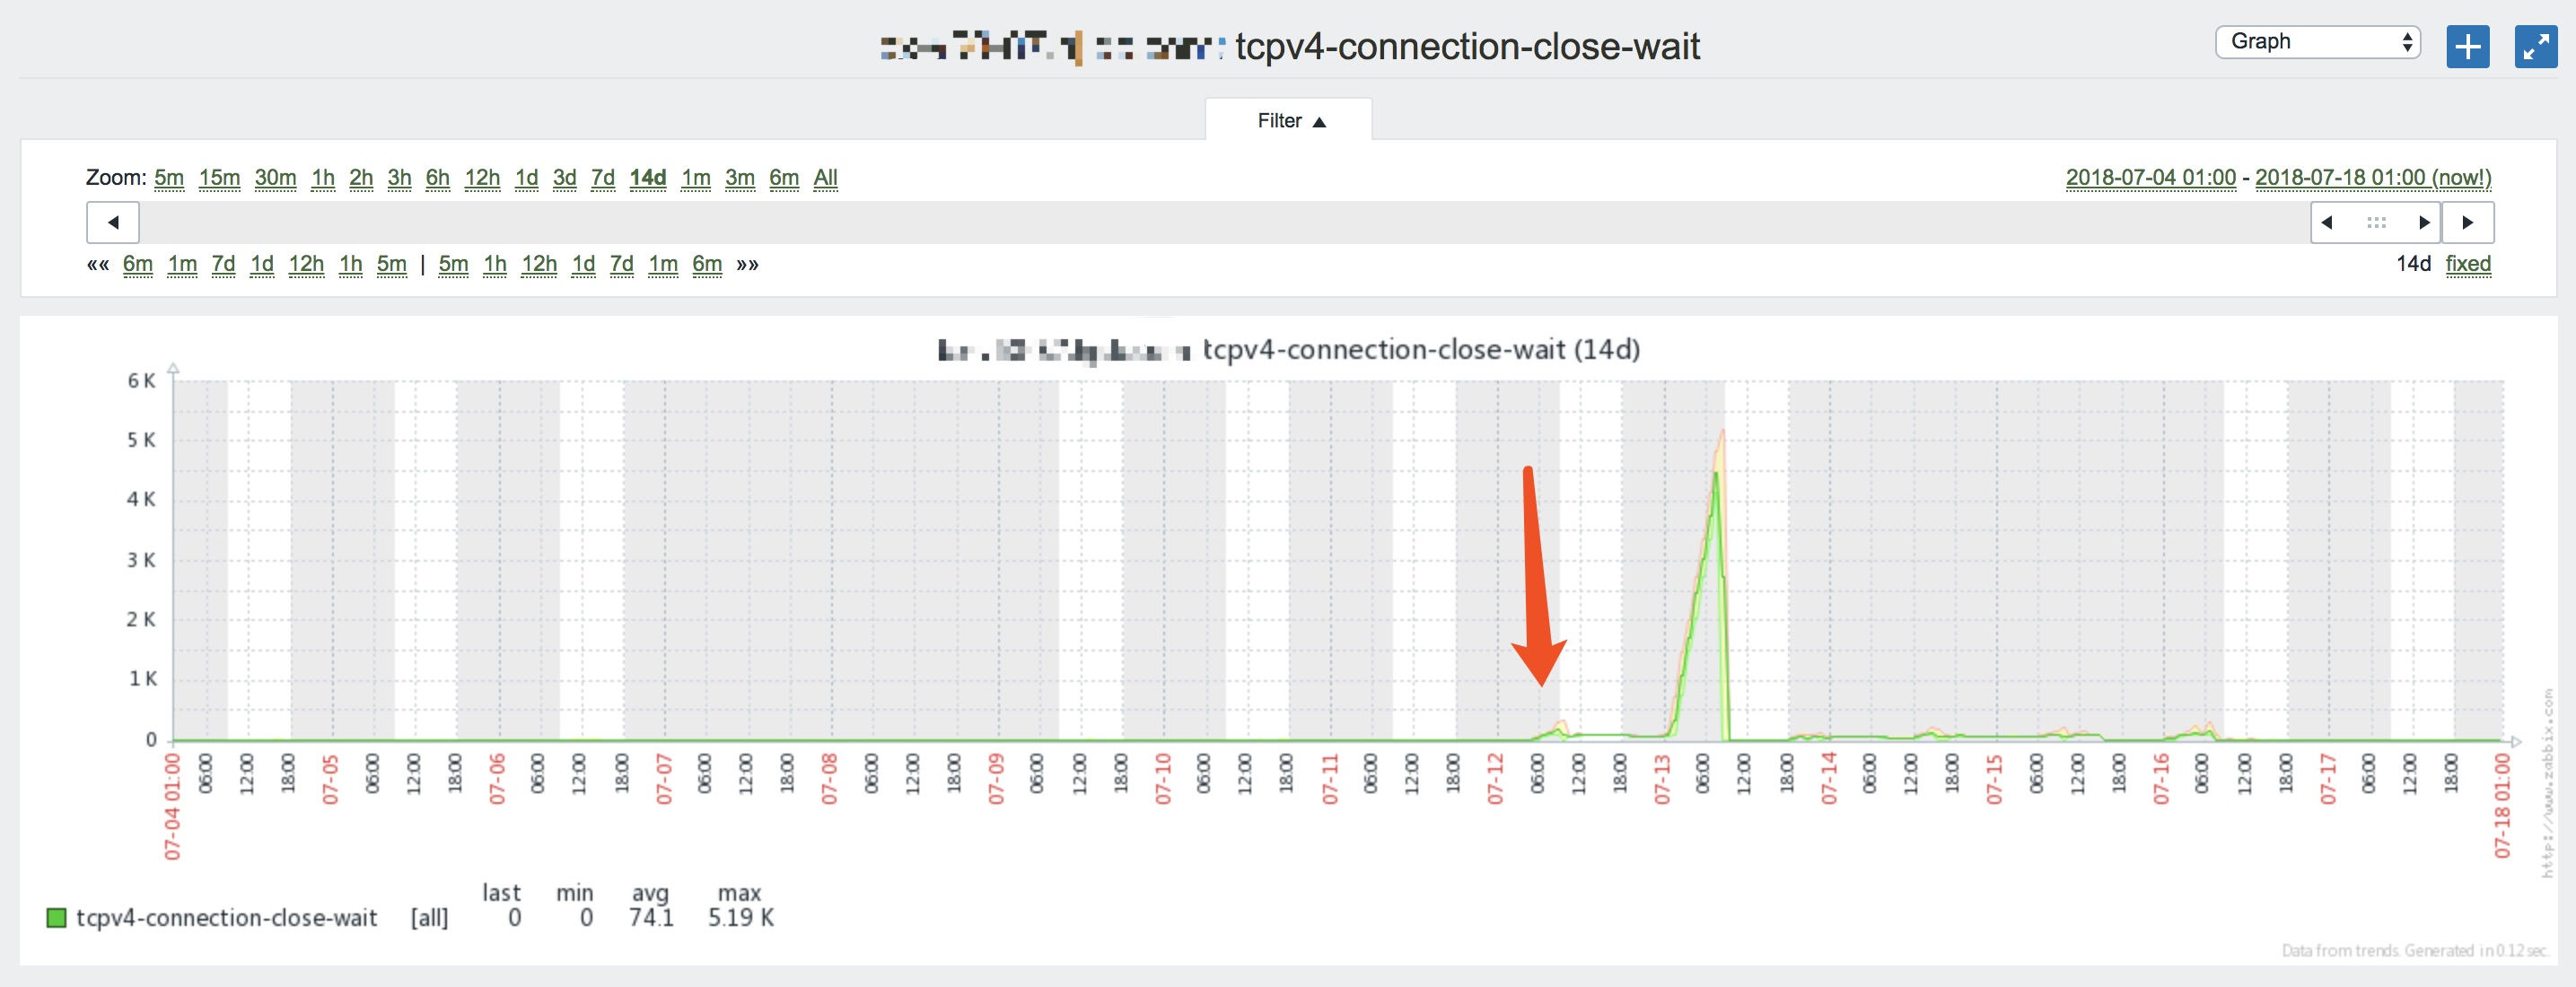 tcpv4-connection-close-wait
Graph
Filter ▲
Zoom: 5m 15m 30m 1h 2h 3h 6h 12h 1d 3d 7d 14d 1m 3m 6m All
2018-07-04 01:00 - 2018-07-18 01:00 (now!)
«« 6m 1m 7d 1d 12h 1h 5m | 5m 1h 12h 1d 7d 1m 6m »»
14d fixed
tcpv4-connection-close-wait (14d)
6 K
5 K
4 K
3 K
2 K
1 K
0
07-04 01:00 06:00 12:00 18:00 07-05 06:00 12:00 18:00 07-06 06:00 12:00 18:00 07-07 06:00 12:00 18:00 07-08 06:00 12:00 18:00 07-09 06:00 12:00 18:00 07-10 06:00 12:00 18:00 07-11 06:00 12:00 18:00 07-12 06:00 12:00 18:00 07-13 06:00 12:00 18:00 07-14 06:00 12:00 18:00 07-15 06:00 12:00 18:00 07-16 06:00 12:00 18:00 07-17 06:00 12:00 18:00 07-18 01:00
http://www.zabbix.com
last min avg max
tcpv4-connection-close-wait [all] 0 0 74.1 5.19 K
Data from trends. Generated in 0.12 sec.